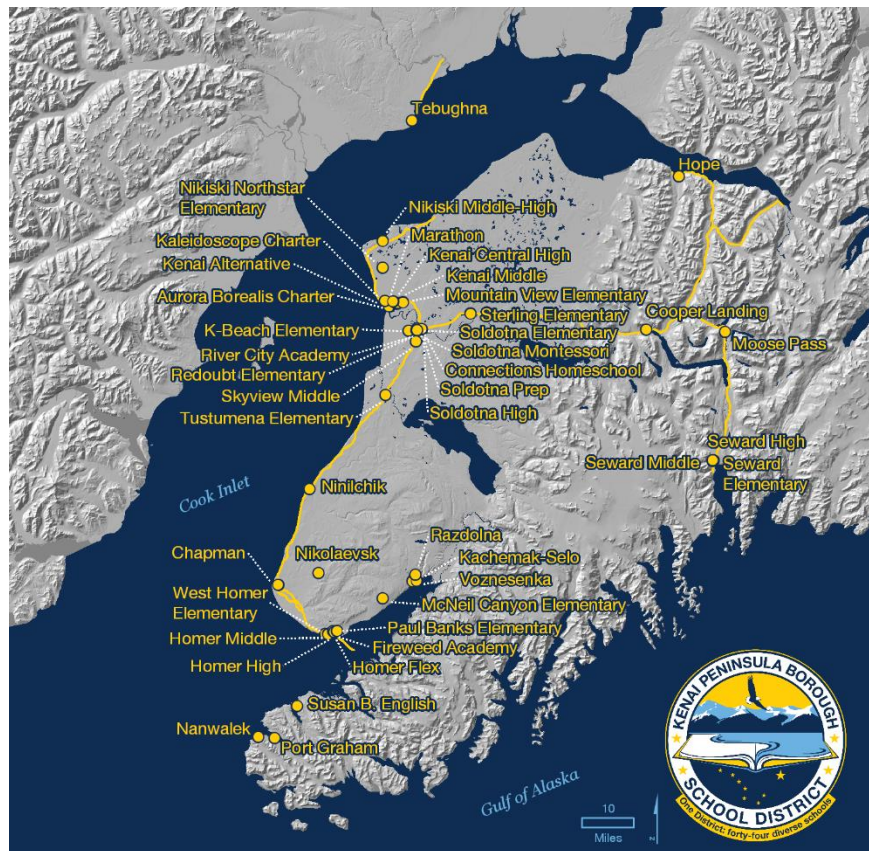 Tebughna
Hope
Nikiski Northstar
Elementary
Nikiski Middle-High
Kaleidoscope Charter
Marathon
Kenai Central High
Kenai Alternative
Kenai Middle
Aurora Borealis Charter
Mountain View Elementary
Sterling Elementary
Cooper Landing
K-Beach Elementary
Soldotna Elementary
Moose Pass
River City Academy
Soldotna Montessori
Redoubt Elementary
Connections Homeschool
Skyview Middle
Soldotna Prep
Tustumena Elementary
Soldotna High
Seward High
Seward Middle
Seward
Elementary
Ninilchik
Cook Inlet
Razdolna
Chapman
Nikolaevsk
Kachemak-Selo
Voznesenka
West Homer
Elementary
McNeil Canyon Elementary
Homer Middle
Paul Banks Elementary
Fireweed Academy
Homer High
Homer Flex
Susan B. English
Nanwalek
Port Graham
Gulf of Alaska
10
Miles
N
KENAI PENINSULA BOROUGH
SCHOOL DISTRICT
One District: forty-four diverse schools